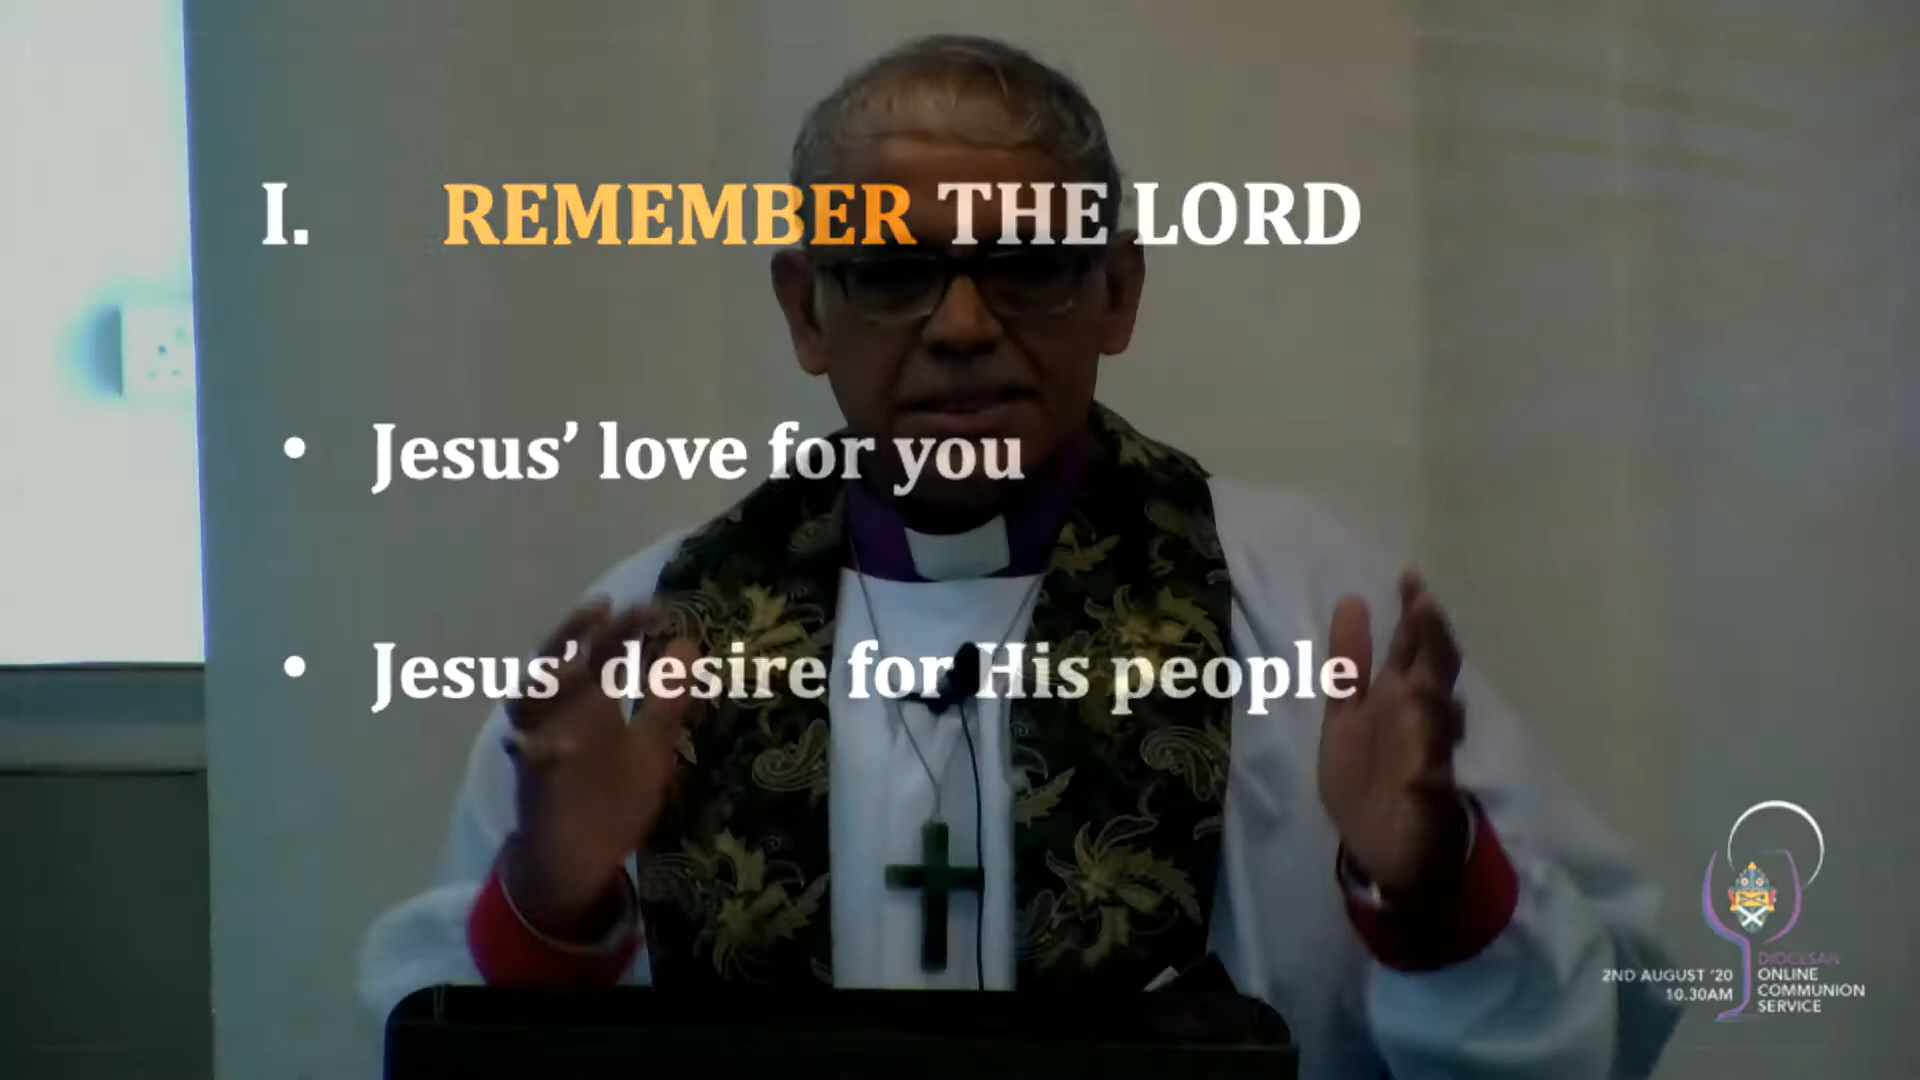 I. REMEMBER THE LORD
• Jesus’ love for you
• Jesus’ desire for His people
2ND AUGUST '20
10.30AM
DIOCESAN
ONLINE
COMMUNION
SERVICE